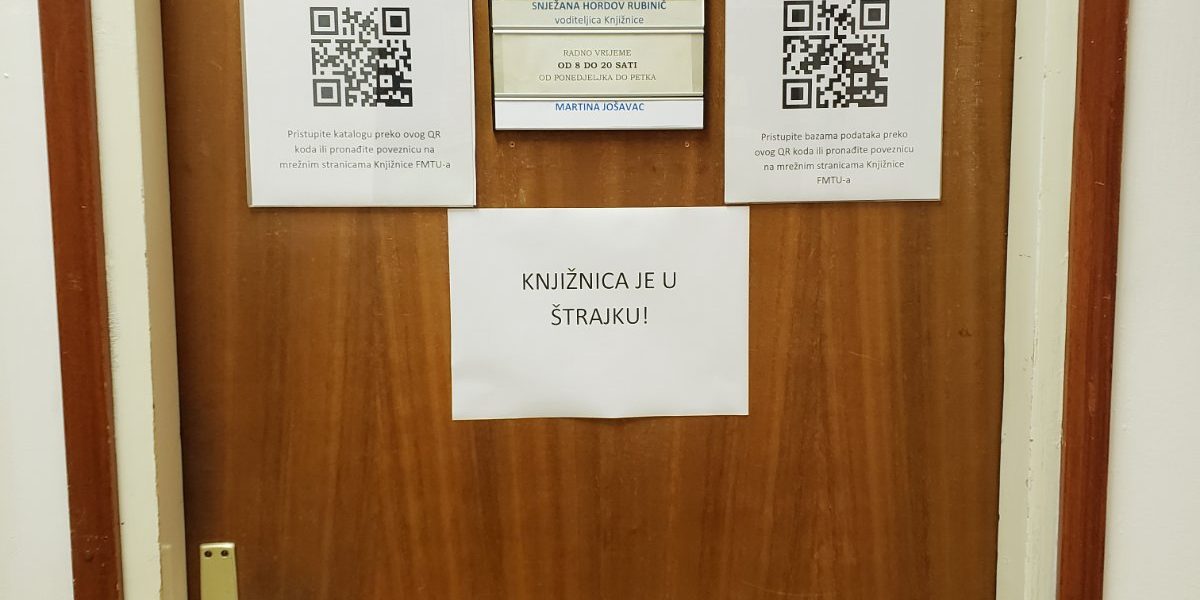 Pristupite katalogu preko ovog QR
koda ili pronađite poveznicu na
mrežnim stranicama Knjižnice FMTU-a
SNJEŽANA HORDOV RUBINIČ
voditeljica Knjižnice
RADNO VRIJEME
OD 8 DO 20 SATI
OD PONEDJELJKA DO PETKA
MARTINA JOŠAVAC
Pristupite bazama podataka preko
ovog QR koda ili pronađite poveznicu
na mrežnim stranicama Knjižnice
FMTU-a
KNJIŽNICA JE U
ŠTRAJKU!